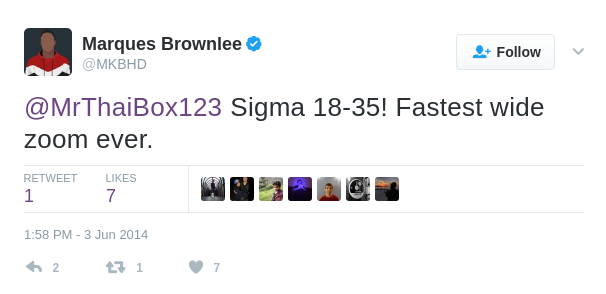 Marques Brownlee
@MKBHD
Follow
@MrThaiBox123 Sigma 18-35! Fastest wide
zoom ever.
RETWEET LIKES
1 7
1:58 PM - 3 Jun 2014
2 1 7